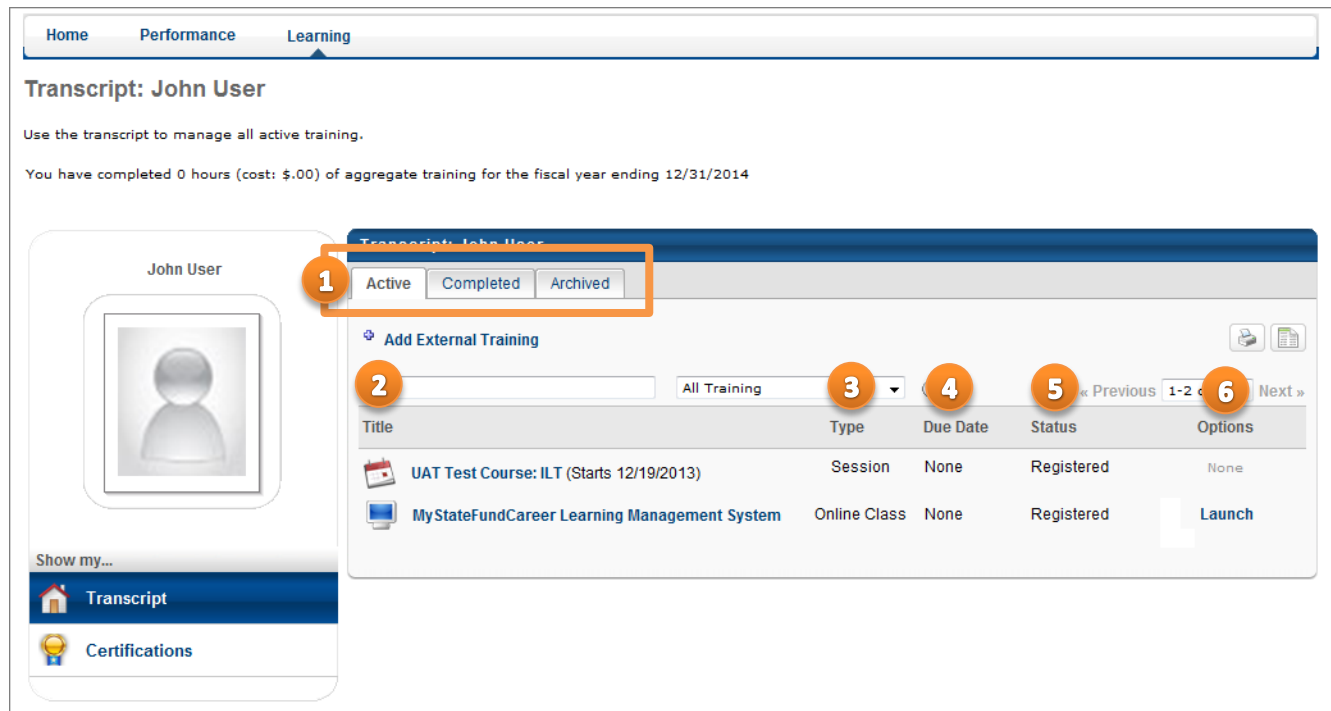 Home Performance Learning
Transcript: John User
Use the transcript to manage all active training.
You have completed 0 hours (cost: $.00) of aggregate training for the fiscal year ending 12/31/2014
John User
Show my...
Transcript
Certifications
Transcript: John User
1 Active Completed Archived
Add External Training
2 All Training 3 4 5 « Previous 1-2 6 Next »
Title Type Due Date Status Options
UAT Test Course: ILT (Starts 12/19/2013) Session None Registered None
MyStateFundCareer Learning Management System Online Class None Registered Launch